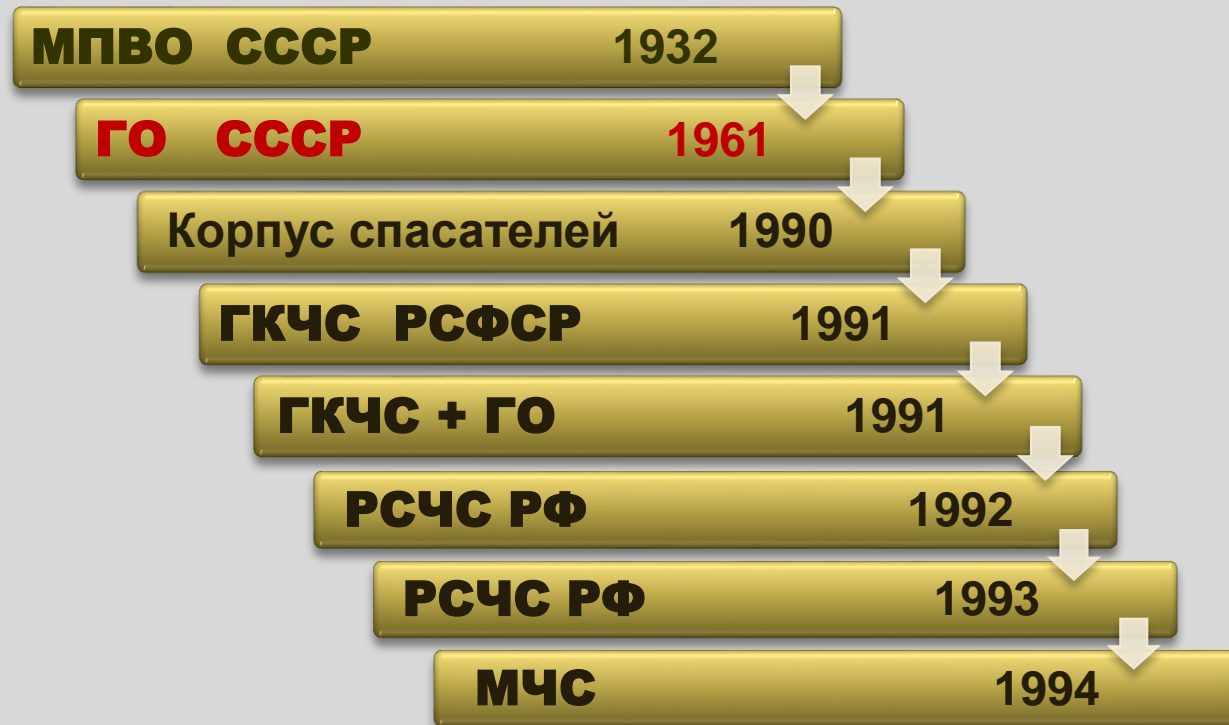 МПВО СССР 1932
ГО СССР 1961
Корпус спасателей 1990
ГКЧС РСФСР 1991
ГКЧС + ГО 1991
РСЧС РФ 1992
РСЧС РФ 1993
МЧС 1994